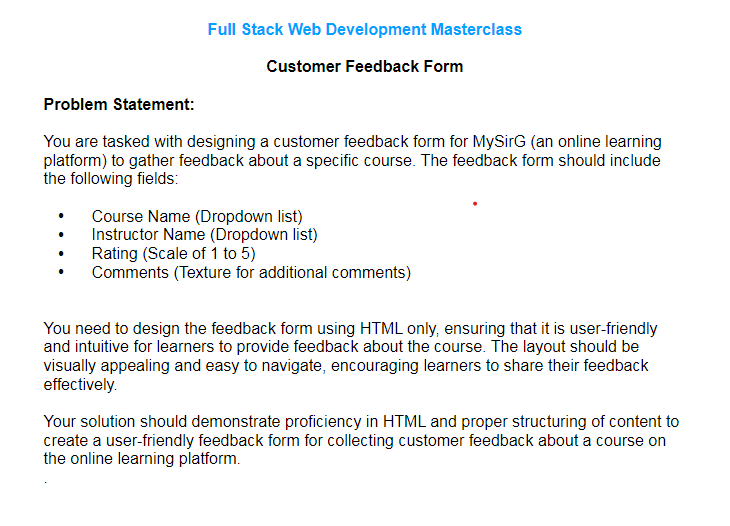 Full Stack Web Development Masterclass
Customer Feedback Form
Problem Statement:
You are tasked with designing a customer feedback form for MySirG (an online learning
platform) to gather feedback about a specific course. The feedback form should include
the following fields:
• Course Name (Dropdown list)
• Instructor Name (Dropdown list)
• Rating (Scale of 1 to 5)
• Comments (Texture for additional comments)
You need to design the feedback form using HTML only, ensuring that it is user-friendly
and intuitive for learners to provide feedback about the course. The layout should be
visually appealing and easy to navigate, encouraging learners to share their feedback
effectively.
Your solution should demonstrate proficiency in HTML and proper structuring of content to
create a user-friendly feedback form for collecting customer feedback about a course on
the online learning platform.
.